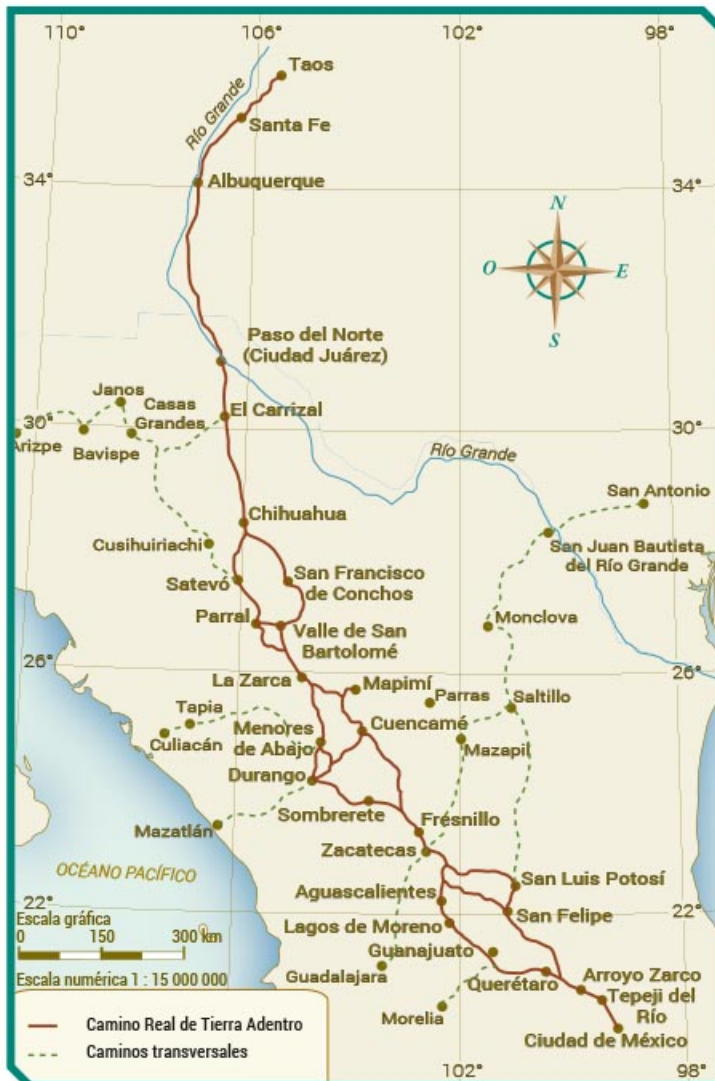 110°
106°
102°
98°
Taos
Río Grande
Santa Fe
34°
Albuquerque
34°
N
O
E
S
Paso del Norte
(Ciudad Juárez)
Janos
Casas
Grandes
El Carrizal
30°
30°
Arizpe
Bavispe
Río Grande
San Antonio
Chihuahua
Cusihuiriachi
San Juan Bautista
del Río Grande
Satevó
San Francisco
de Conchos
Parral
Valle de San
Bartolomé
Monclova
26°
26°
La Zarca
Mapimí
Parras
Saltillo
Tapia
Culiacán
Menores
de Abajo
Cuencamé
Mazapil
Durango
Mazatlán
Sombrerete
Fresnillo
Zacatecas
OCÉANO PACÍFICO
San Luis Potosí
Aguascalientes
22°
22°
San Felipe
Lagos de Moreno
Escala gráfica
0 150 300 km
Guanajuato
Escala numérica 1 : 15 000 000
Guadalajara
Querétaro
Arroyo Zarco
Tepeji del
Río
Morelia
Ciudad de México
Camino Real de Tierra Adentro
Caminos transversales
102°
98°